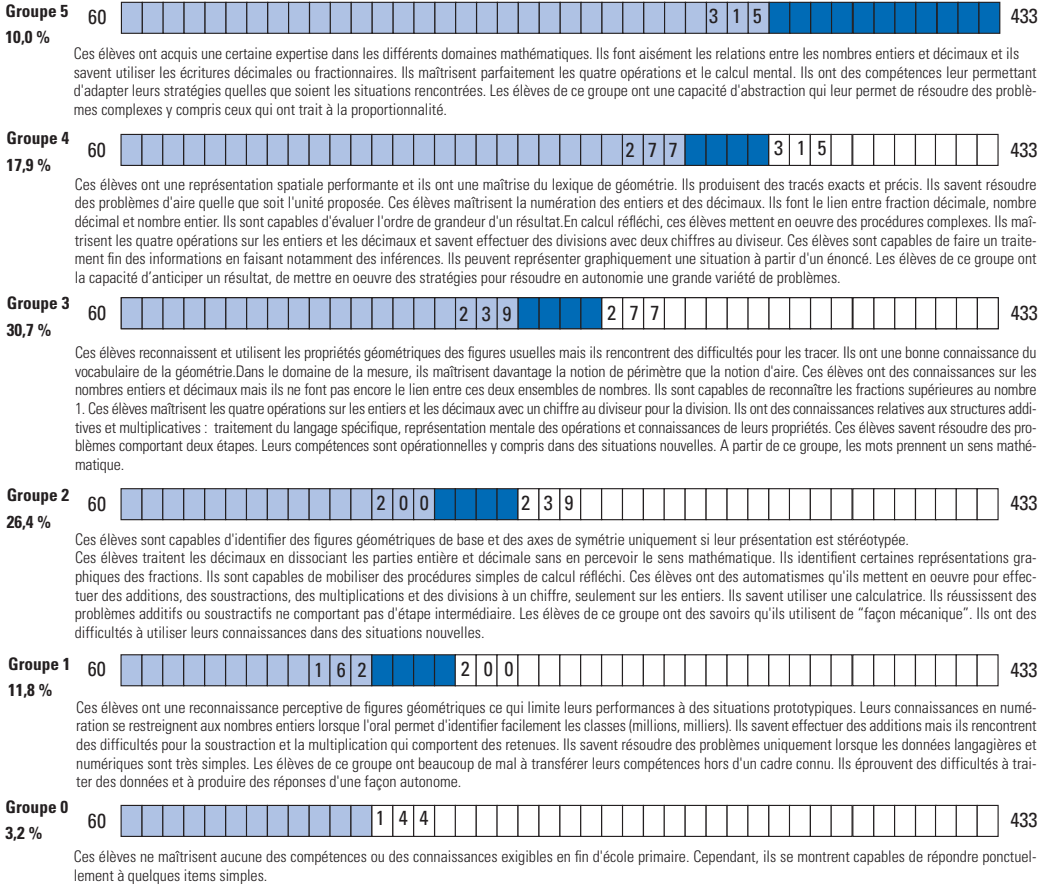 Groupe 5 60 3 1 5 433
10,0 %
Ces élèves ont acquis une certaine expertise dans les différents domaines mathématiques. Ils font aisément les relations entre les nombres entiers et décimaux et ils
savent utiliser les écritures décimales ou fractionnaires. Ils maîtrisent parfaitement les quatre opérations et le calcul mental. Ils ont des compétences leur permettant
d'adapter leurs stratégies quelles que soient les situations rencontrées. Les élèves de ce groupe ont une capacité d'abstraction qui leur permet de résoudre des problè-
mes complexes y compris ceux qui ont trait à la proportionnalité.
Groupe 4 60 2 7 7 3 1 5 433
17,9 %
Ces élèves ont une représentation spatiale performante et ils ont une maîtrise du lexique de géométrie. Ils produisent des tracés exacts et précis. Ils savent résoudre
des problèmes d'aire quelle que soit l'unité proposée. Ces élèves maîtrisent la numération des entiers et des décimaux. Ils font le lien entre fraction décimale, nombre
décimal et nombre entier. Ils sont capables d'évaluer l'ordre de grandeur d'un résultat.En calcul réfléchi, ces élèves mettent en oeuvre des procédures complexes. Ils maî-
trisent les quatre opérations sur les entiers et les décimaux et savent effectuer des divisions avec deux chiffres au diviseur. Ces élèves sont capables de faire un traite-
ment fin des informations en faisant notamment des inférences. Ils peuvent représenter graphiquement une situation à partir d'un énoncé. Les élèves de ce groupe ont
la capacité d’anticiper un résultat, de mettre en oeuvre des stratégies pour résoudre en autonomie une grande variété de problèmes.
Groupe 3 60 2 3 9 2 7 7 433
30,7 %
Ces élèves reconnaissent et utilisent les propriétés géométriques des figures usuelles mais ils rencontrent des difficultés pour les tracer. Ils ont une bonne connaissance du
vocabulaire de la géométrie.Dans le domaine de la mesure, ils maîtrisent davantage la notion de périmètre que la notion d'aire. Ces élèves ont des connaissances sur les
nombres entiers et décimaux mais ils ne font pas encore le lien entre ces deux ensembles de nombres. Ils sont capables de reconnaître les fractions supérieures au nombre
1. Ces élèves maîtrisent les quatre opérations sur les entiers et les décimaux avec un chiffre au diviseur pour la division. Ils ont des connaissances relatives aux structures addi-
tives et multiplicatives : traitement du langage spécifique, représentation mentale des opérations et connaissances de leurs propriétés. Ces élèves savent résoudre des pro-
blèmes comportant deux étapes. Leurs compétences sont opérationnelles y compris dans des situations nouvelles. A partir de ce groupe, les mots prennent un sens mathé-
matique.
Groupe 2 60 2 0 0 2 3 9 433
26,4 %
Ces élèves sont capables d'identifier des figures géométriques de base et des axes de symétrie uniquement si leur présentation est stéréotypée.
Ces élèves traitent les décimaux en dissociant les parties entière et décimale sans en percevoir le sens mathématique. Ils identifient certaines représentations gra-
phiques des fractions. Ils sont capables de mobiliser des procédures simples de calcul réfléchi. Ces élèves ont des automatismes qu'ils mettent en oeuvre pour effec-
tuer des additions, des soustractions, des multiplications et des divisions à un chiffre, seulement sur les entiers. Ils savent utiliser une calculatrice. Ils réussissent des
problèmes additifs ou soustractifs ne comportant pas d'étape intermédiaire. Les élèves de ce groupe ont des savoirs qu'ils utilisent de “façon mécanique”. Ils ont des
difficultés à utiliser leurs connaissances dans des situations nouvelles.
Groupe 1 60 1 6 2 2 0 0 433
11,8 %
Ces élèves ont une reconnaissance perceptive de figures géométriques ce qui limite leurs performances à des situations prototypiques. Leurs connaissances en numé-
ration se restreignent aux nombres entiers lorsque l'oral permet d'identifier facilement les classes (millions, milliers). Ils savent effectuer des additions mais ils rencontrent
des difficultés pour la soustraction et la multiplication qui comportent des retenues. Ils savent résoudre des problèmes uniquement lorsque les données langagières et
numériques sont très simples. Les élèves de ce groupe ont beaucoup de mal à transférer leurs compétences hors d'un cadre connu. Ils éprouvent des difficultés à trai-
ter des données et à produire des réponses d'une façon autonome.
Groupe 0 60 1 4 4 433
3,2 %
Ces élèves ne maîtrisent aucune des compétences ou des connaissances exigibles en fin d'école primaire. Cependant, ils se montrent capables de répondre ponctuel-
lement à quelques items simples.